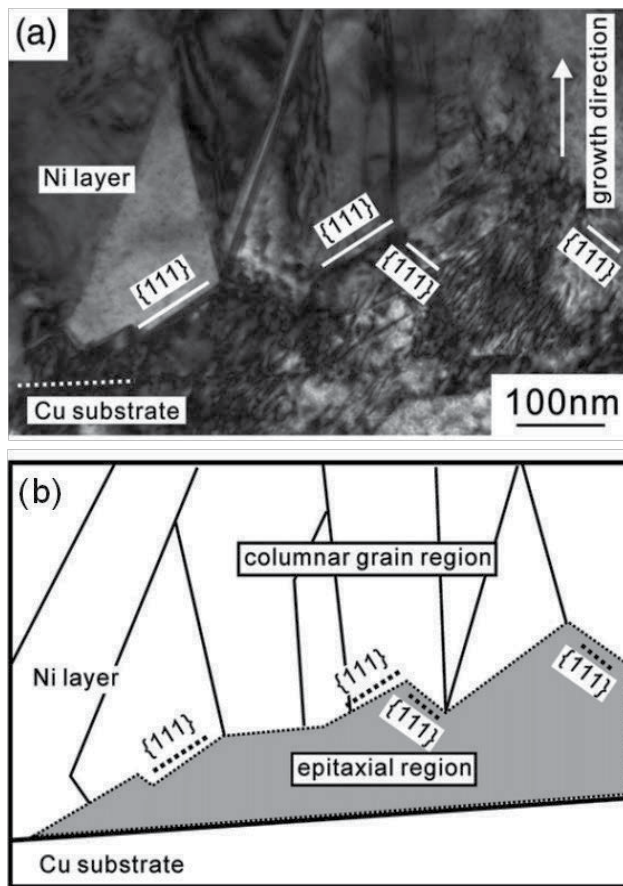 (a)
Ni layer
growth direction
{111}
{111}
{111}
{111}
Cu substrate
100nm
(b)
columnar grain region
Ni layer
{111}
{111}
{111}
{111}
epitaxial region
Cu substrate